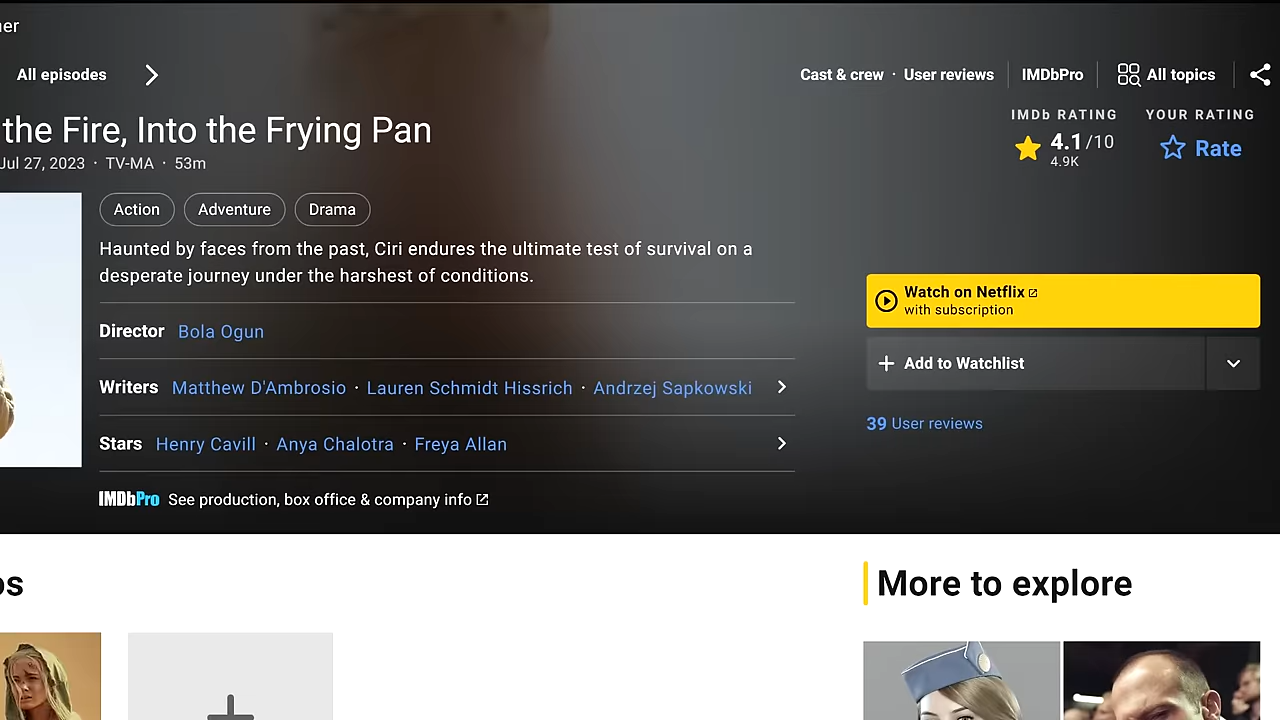 er
All episodes
Cast & crew · User reviews
IMDbPro
All topics
the Fire, Into the Frying Pan
Jul 27, 2023 · TV-MA · 53m
IMDb RATING
4.1/10
4.9K
YOUR RATING
Rate
Action
Adventure
Drama
Haunted by faces from the past, Ciri endures the ultimate test of survival on a
desperate journey under the harshest of conditions.
Watch on Netflix
with subscription
Director Bola Ogun
Add to Watchlist
Writers Matthew D'Ambrosio · Lauren Schmidt Hissrich · Andrzej Sapkowski
39 User reviews
Stars Henry Cavill · Anya Chalotra · Freya Allan
IMDbPro See production, box office & company info
os
More to explore